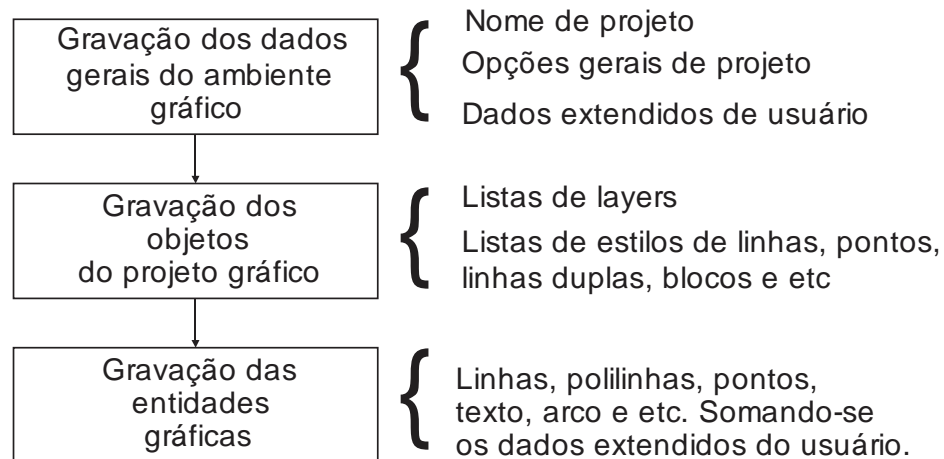 Gravação dos dados
gerais do ambiente
gráfico
Nome de projeto
Opções gerais de projeto
Dados extendidos de usuário
Gravação dos
objetos
do projeto gráfico
Listas de layers
Listas de estilos de linhas, pontos,
linhas duplas, blocos e etc
Gravação das
entidades
gráficas
Linhas, polilinhas, pontos,
texto, arco e etc. Somando-se
os dados extendidos do usuário.